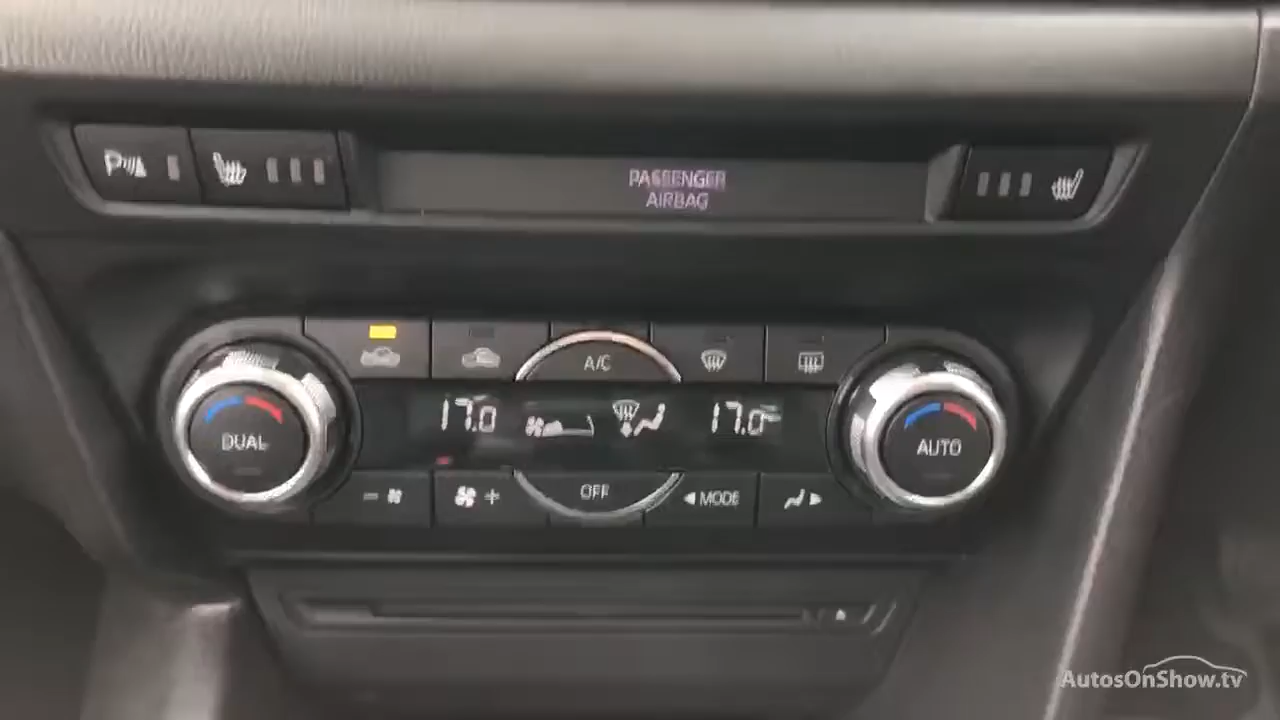 P
PASSENGER
AIRBAG
A/C
17.0
17.0
DUAL
AUTO
OFF
MODE
AutosOnShow.tv